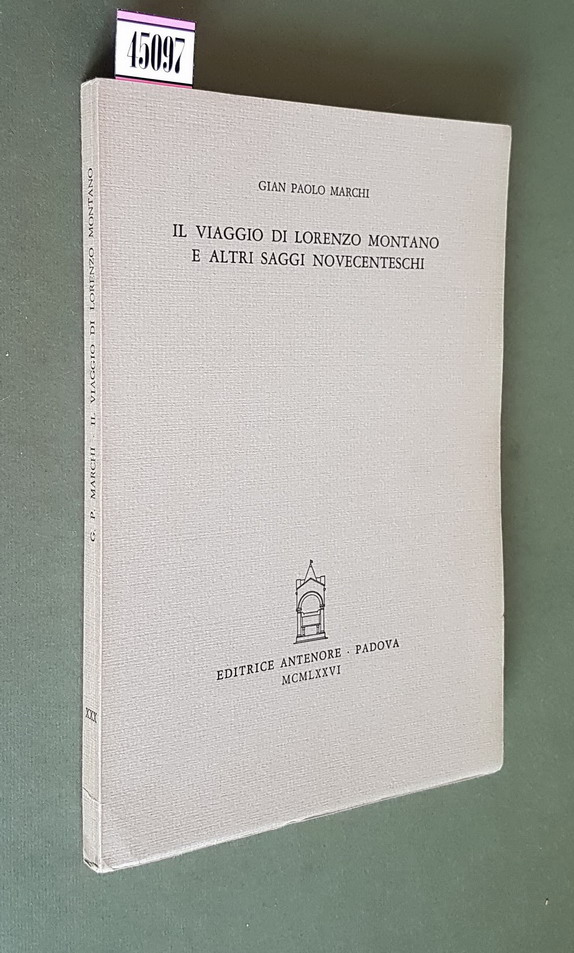 45097
GIAN PAOLO MARCHI
IL VIAGGIO DI LORENZO MONTANO
E ALTRI SAGGI NOVECENTESCHI
EDITRICE ANTENORE · PADOVA
MCMLXXVI
G. P. MARCHI - IL VIAGGIO DI LORENZO MONTANO
XXX